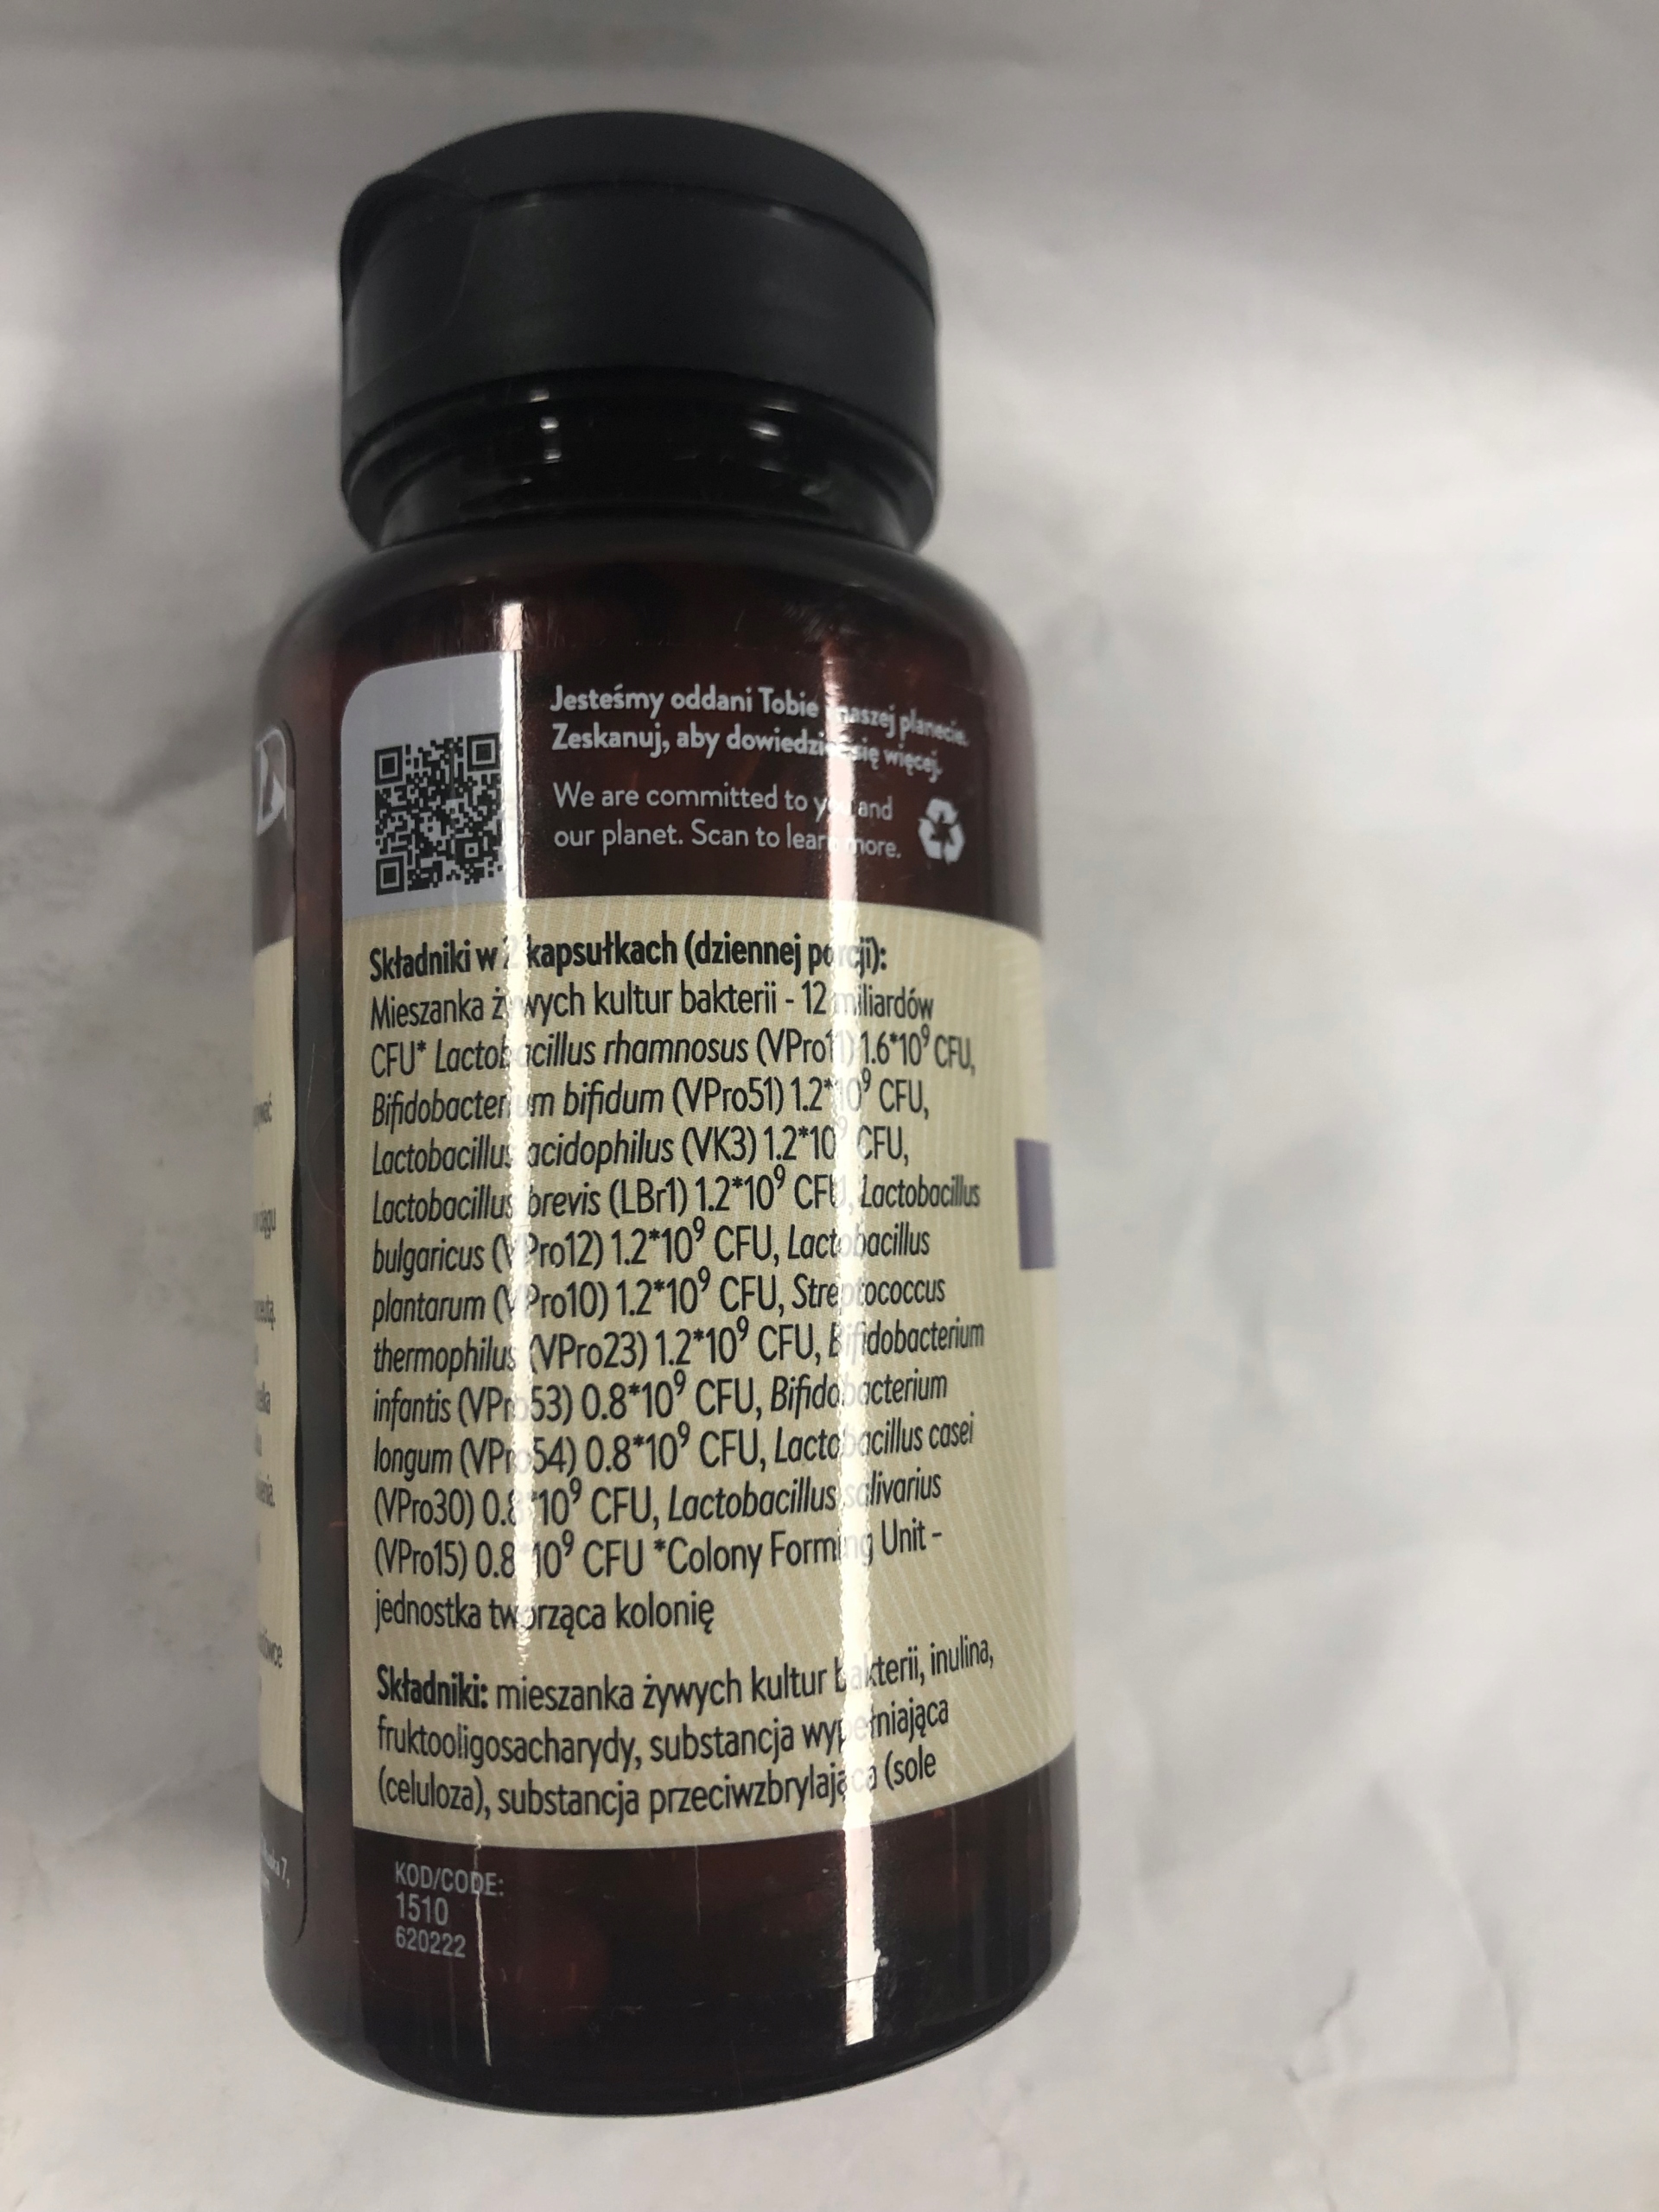 Jesteśmy oddani Tobie naszej planecie.
Zeskanuj, aby dowiedzieć się więcej.
We are committed to you and
our planet. Scan to learn more.
Składniki w 2 kapsułkach (dziennej porcji):
Mieszanka żywych kultur bakterii - 12 miliardów
CFU* Lactobacillus rhamnosus (VPro11) 1.6*10⁹ CFU,
Bifidobacterium bifidum (VPro51) 1.2*10⁹ CFU,
Lactobacillus acidophilus (VK3) 1.2*10⁹ CFU,
Lactobacillus brevis (LBr1) 1.2*10⁹ CFU, Lactobacillus
bulgaricus (VPro12) 1.2*10⁹ CFU, Lactobacillus
plantarum (VPro10) 1.2*10⁹ CFU, Streptococcus
thermophilus (VPro23) 1.2*10⁹ CFU, Bifidobacterium
infantis (VPro53) 0.8*10⁹ CFU, Bifidobacterium
longum (VPro54) 0.8*10⁹ CFU, Lactobacillus casei
(VPro30) 0.8*10⁹ CFU, Lactobacillus salivarius
(VPro15) 0.8*10⁹ CFU *Colony Forming Unit -
jednostka tworząca kolonię
Składniki: mieszanka żywych kultur bakterii, inulina,
fruktooligosacharydy, substancja wypełniająca
(celuloza), substancja przeciwzbrylająca (sole
KOD/CODE:
1510
620222